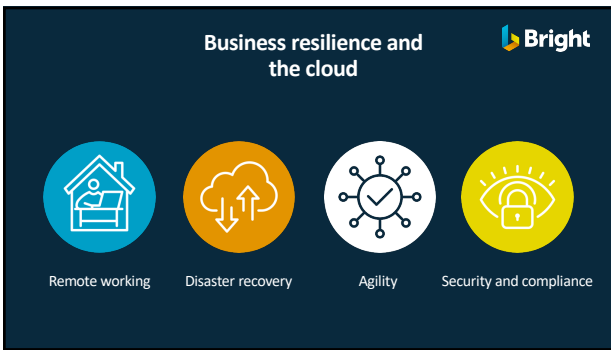 Business resilience and
the cloud
Bright
Remote working
Disaster recovery
Agility
Security and compliance